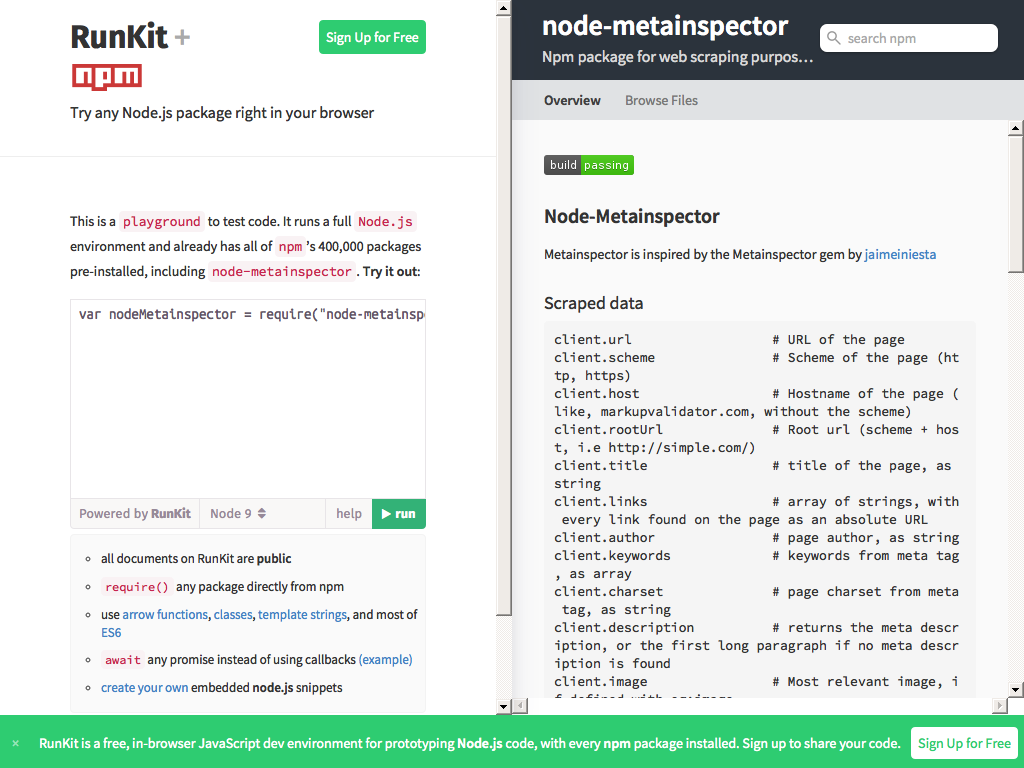 RunKit +
Sign Up for Free
npm
Try any Node.js package right in your browser
This is a playground to test code. It runs a full Node.js
environment and already has all of npm's 400,000 packages
pre-installed, including node-metainspector. Try it out:
var nodeMetainspector = require("node-metainsp
Powered by RunKit
Node 9
help
run
all documents on RunKit are public
require() any package directly from npm
use arrow functions, classes, template strings, and most of
ES6
await any promise instead of using callbacks (example)
create your own embedded node.js snippets
node-metainspector
search npm
Npm package for web scraping purpos…
Overview
Browse Files
build passing
Node-Metainspector
Metainspector is inspired by the Metainspector gem by jaimeiniesta
Scraped data
client.url # URL of the page
client.scheme # Scheme of the page (ht
tp, https)
client.host # Hostname of the page (
like, markupvalidator.com, without the scheme)
client.rootUrl # Root url (scheme + hos
t, i.e http://simple.com/)
client.title # title of the page, as
string
client.links # array of strings, with
every link found on the page as an absolute URL
client.author # page author, as string
client.keywords # keywords from meta tag
, as array
client.charset # page charset from meta
tag, as string
client.description # returns the meta descr
iption, or the first long paragraph if no meta descr
iption is found
client.image # Most relevant image, i
f defined with og:image
× RunKit is a free, in-browser JavaScript dev environment for prototyping Node.js code, with every npm package installed. Sign up to share your code.
Sign Up for Free